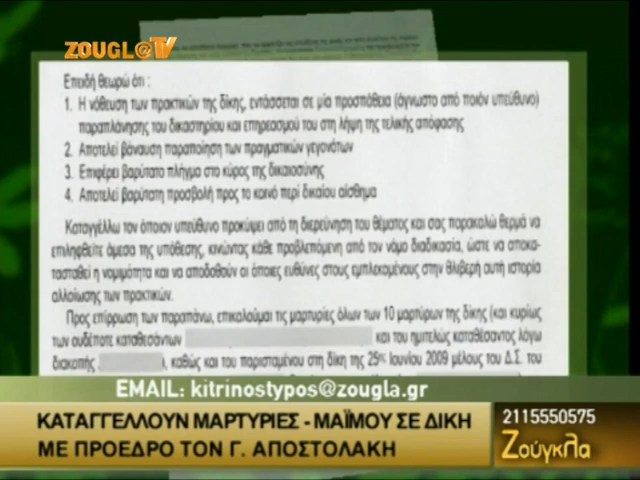 ZOUGL@TV
Επειδή θεωρώ ότι :
1. Η νόθευση των πρακτικών της δίκης, εντάσσεται σε μία προσπάθεια (άγνωστο από ποιόν υπεύθυνο)
παραπλάνησης του δικαστηρίου και επηρεασμού του στη λήψη της τελικής απόφασης
2. Αποτελεί βάναυση παραποίηση των πραγματικών γεγονότων
3. Επιφέρει βαρύτατο πλήγμα στο κύρος της δικαιοσύνης
4. Αποτελεί βαρύτατη προσβολή προς το κοινό περί δικαίου αίσθημα
Καταγγέλλω τον όποιον υπεύθυνο προκύψει από τη διερεύνηση του θέματος και σας παρακαλώ θερμά να
επιληφθείτε άμεσα της υπόθεσης, κινώντας κάθε προβλεπόμενη από τον νόμο διαδικασία, ώστε να αποκα-
τασταθεί η νομιμότητα και να αποδοθούν οι όποιες ευθύνες στους εμπλεκομένους στην θλιβερή αυτή ιστορία
αλλοίωσης των πρακτικών.
Προς επίρρωση των παραπάνω, επικαλούμαι τις μαρτυρίες όλων των 10 μαρτύρων της δίκης (και κυρίως
των ουδέποτε καταθεσάντων και του ημιτελώς καταθέσαντος λόγω
διακοπής ), καθώς και του παρισταμένου στη δίκη της 25ης Ιουνίου 2009 μέλους του Δ.Σ. του
EMAIL: kitrinostypos@zougla.gr
ΚΑΤΑΓΓΕΛΛΟΥΝ ΜΑΡΤΥΡΙΕΣ - ΜΑΪΜΟΥ ΣΕ ΔΙΚΗ
ΜΕ ΠΡΟΕΔΡΟ ΤΟΝ Γ. ΑΠΟΣΤΟΛΑΚΗ
2115550575
Ζούγκλα